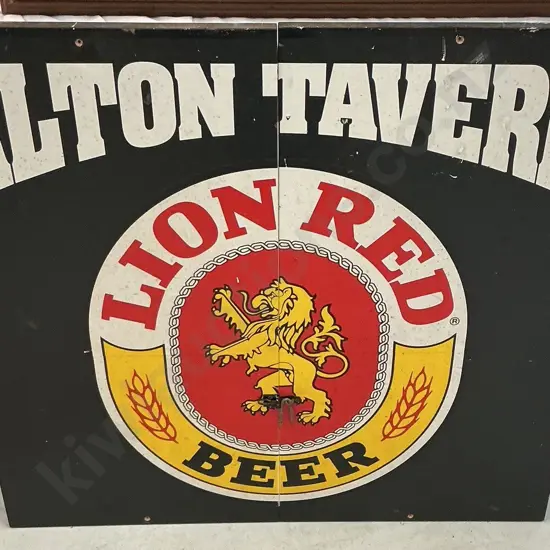 ALTON TAVER
LION RED
®
BEER